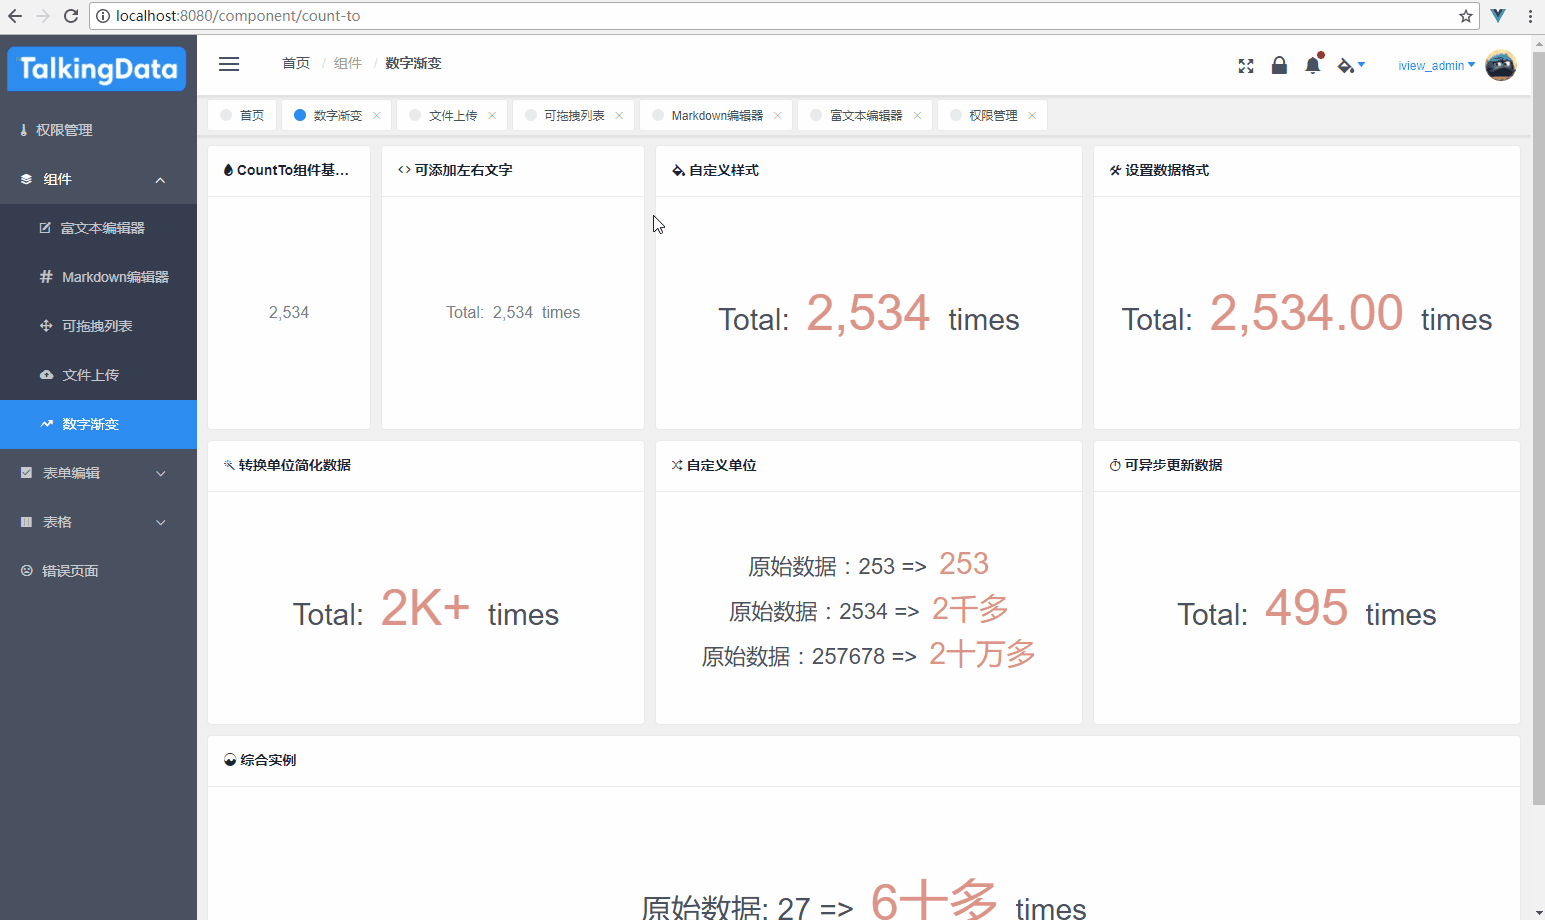 localhost:8080/component/count-to
TalkingData
首页 / 组件 / 数字渐变
iview_admin
首页
数字渐变
文件上传
可拖拽列表
Markdown编辑器
富文本编辑器
权限管理
权限管理
组件
富文本编辑器
Markdown编辑器
可拖拽列表
文件上传
数字渐变
表单编辑
表格
错误页面
CountTo组件基...
2,534
可添加左右文字
Total: 2,534 times
自定义样式
Total: 2,534 times
设置数据格式
Total: 2,534.00 times
转换单位简化数据
Total: 2K+ times
自定义单位
原始数据：253 => 253
原始数据：2534 => 2千多
原始数据：257678 => 2十万多
可异步更新数据
Total: 495 times
综合实例
原始数据: 27 => 6十多 times